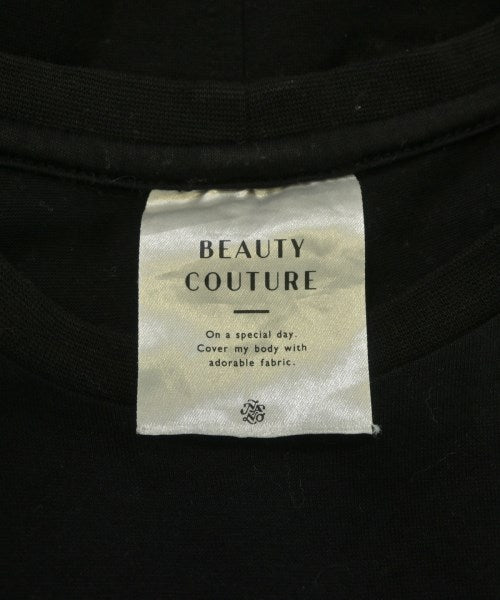 BEAUTY
COUTURE
On a special day.
Cover my body with
adorable fabric.